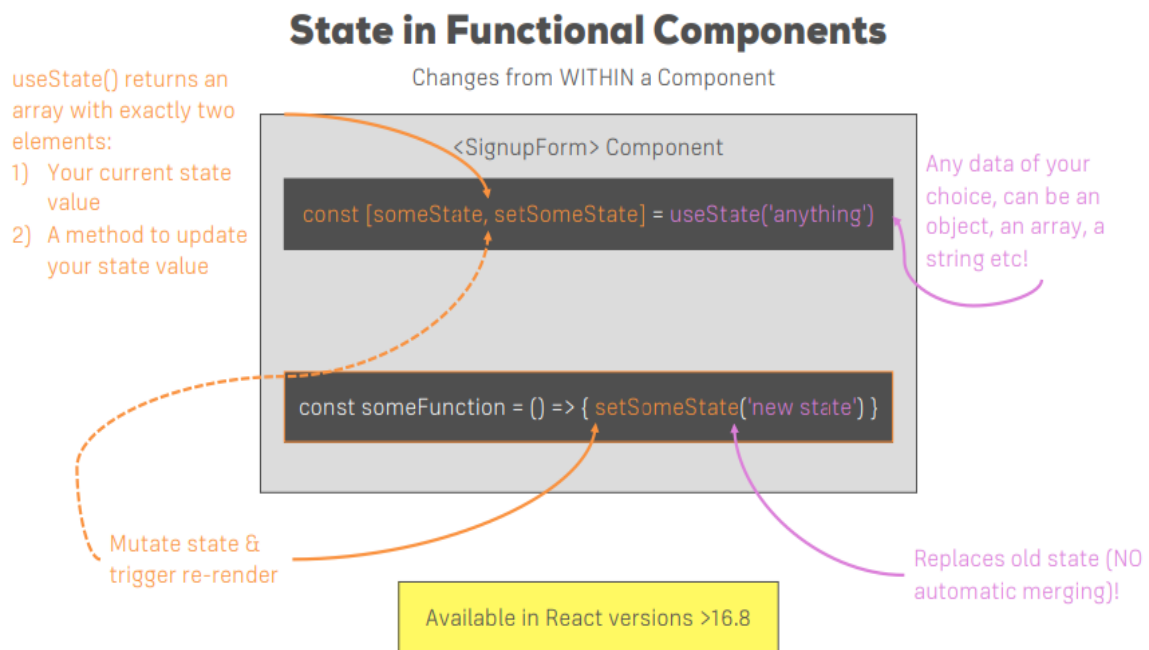 State in Functional Components
Changes from WITHIN a Component
useState() returns an
array with exactly two
elements:
1) Your current state
value
2) A method to update
your state value
<SignupForm> Component
const [someState, setSomeState] = useState('anything')
Any data of your
choice, can be an
object, an array, a
string etc!
const someFunction = () => { setSomeState('new state') }
Mutate state &
trigger re-render
Replaces old state (NO
automatic merging)!
Available in React versions >16.8